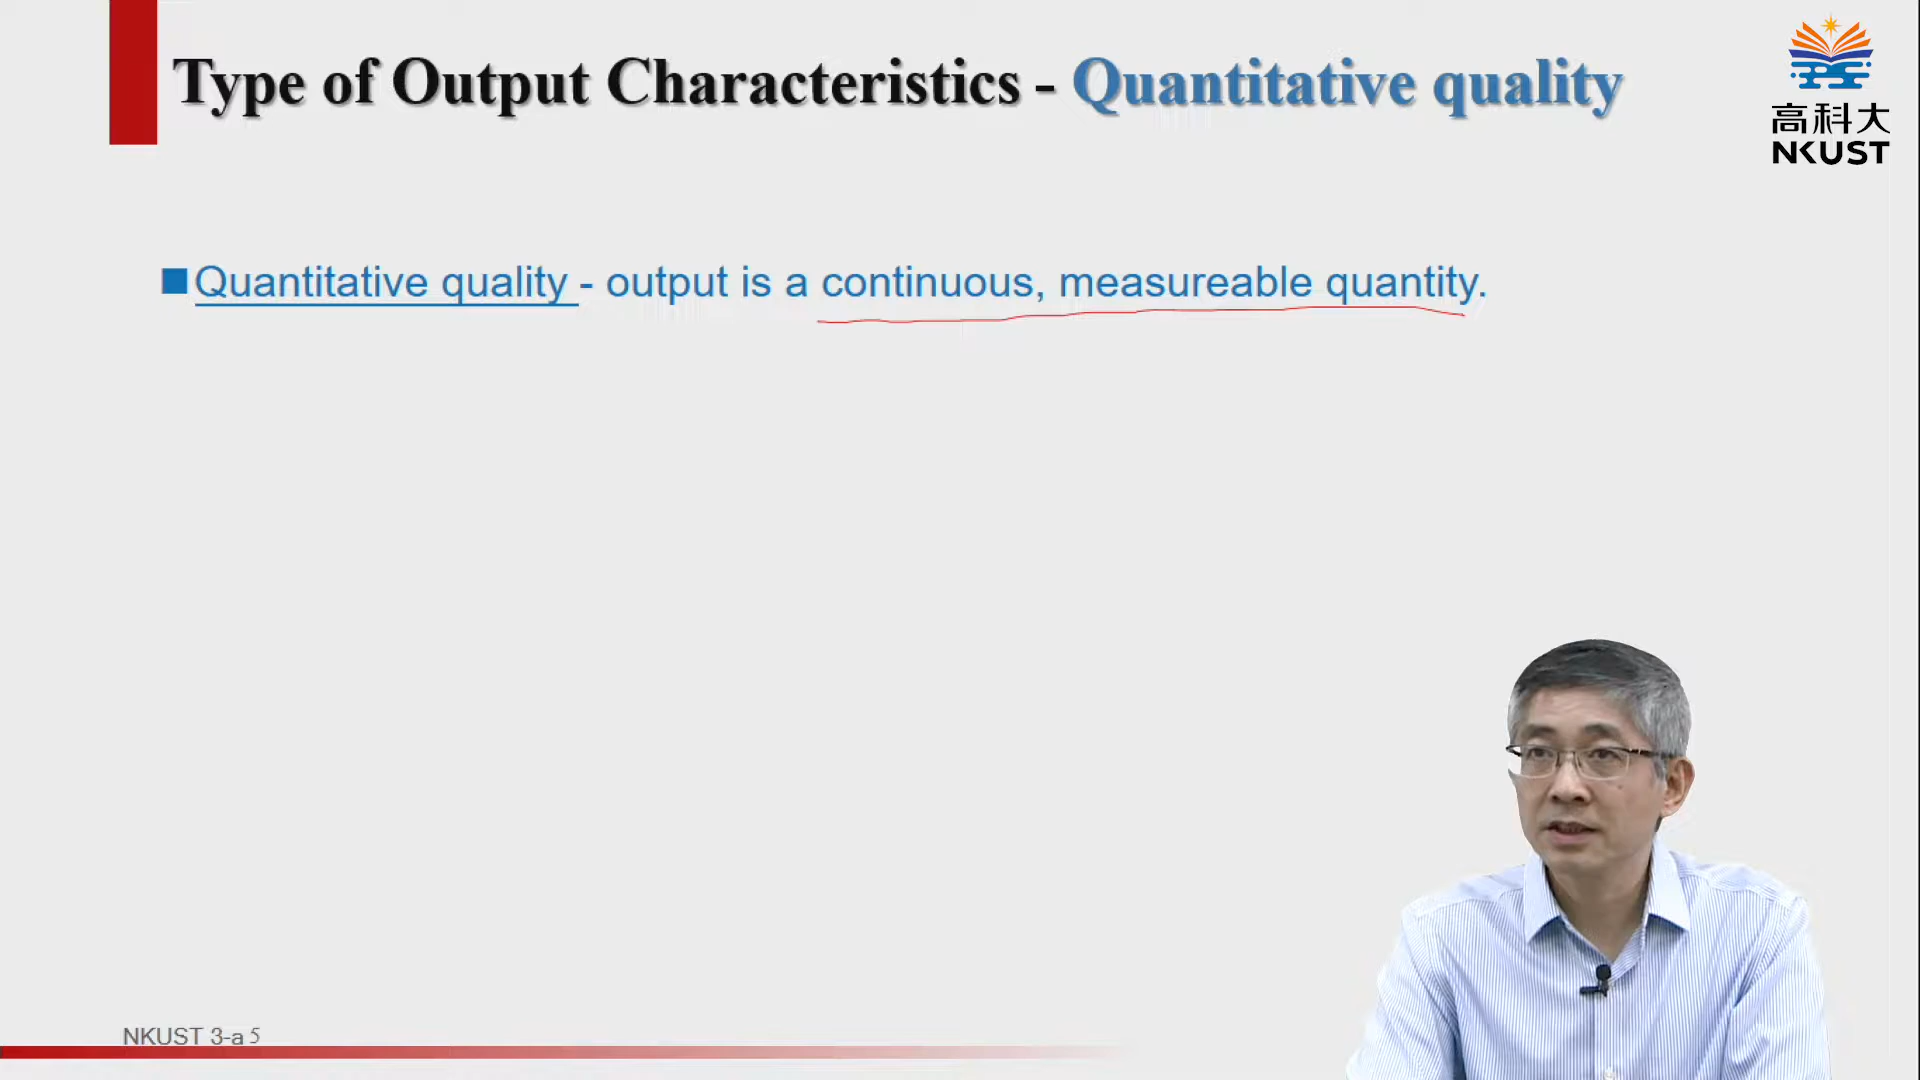 Type of Output Characteristics - Quantitative quality
高科大
NKUST
Quantitative quality - output is a continuous, measureable quantity.
NKUST 3-a 5